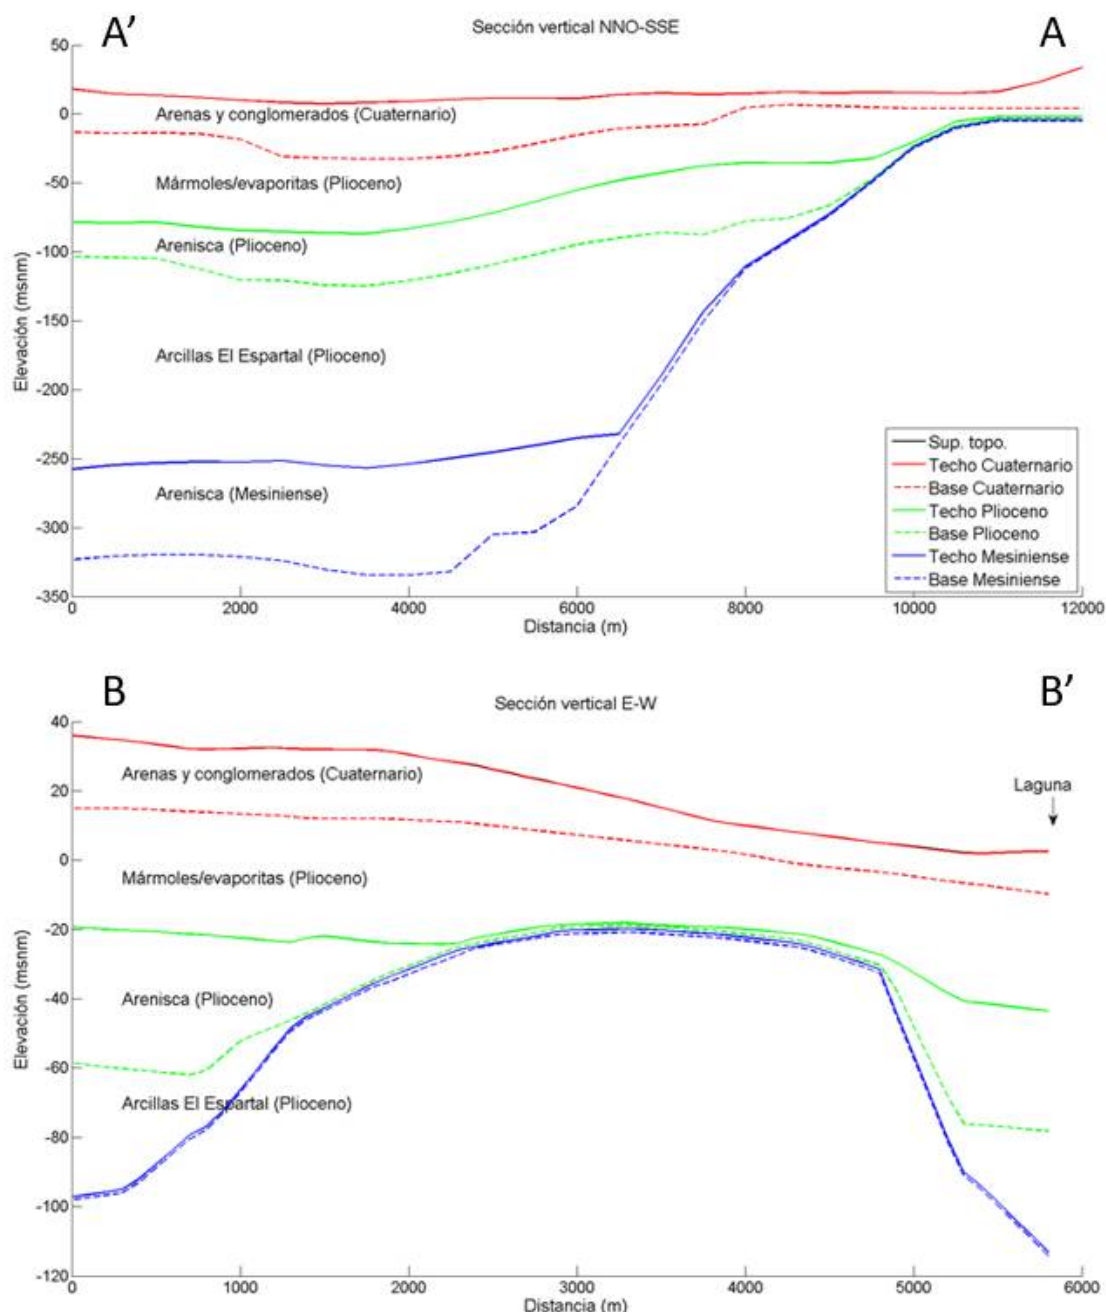 A'
Sección vertical NNO-SSE
A
50
0
-50
-100
-150
-200
-250
-300
-350
Elevación (msnm)
Arenas y conglomerados (Cuaternario)
Mármoles/evaporitas (Plioceno)
Arenisca (Plioceno)
Arcillas El Espartal (Plioceno)
Arenisca (Mesiniense)
Sup. topo.
Techo Cuaternario
Base Cuaternario
Techo Plioceno
Base Plioceno
Techo Mesiniense
Base Mesiniense
0 2000 4000 6000 8000 10000 12000
Distancia (m)
B
Sección vertical E-W
B'
40
20
0
-20
-40
-60
-80
-100
-120
Elevación (msnm)
Arenas y conglomerados (Cuaternario)
Laguna
Mármoles/evaporitas (Plioceno)
Arenisca (Plioceno)
Arcillas El Espartal (Plioceno)
0 1000 2000 3000 4000 5000 6000
Distancia (m)